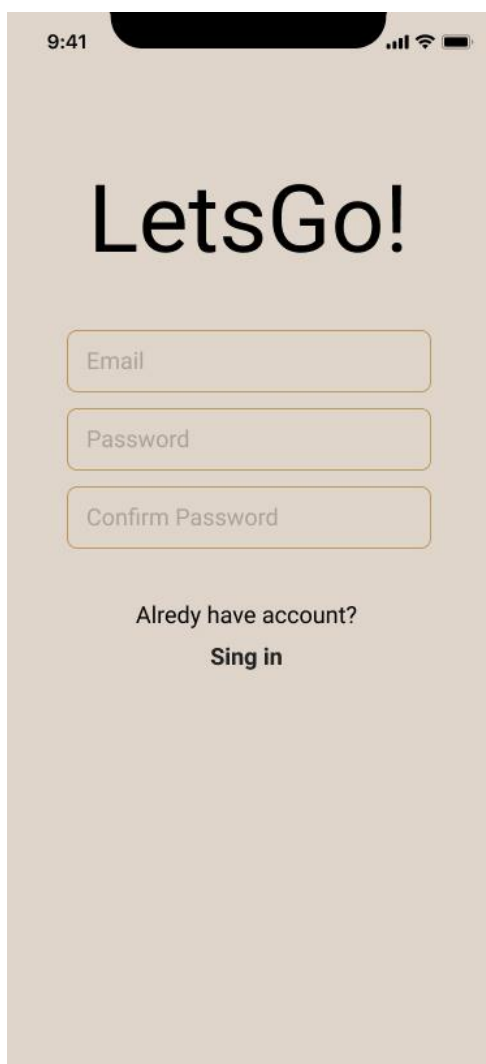 9:41
LetsGo!
Email
Password
Confirm Password
Alredy have account?
Sing in